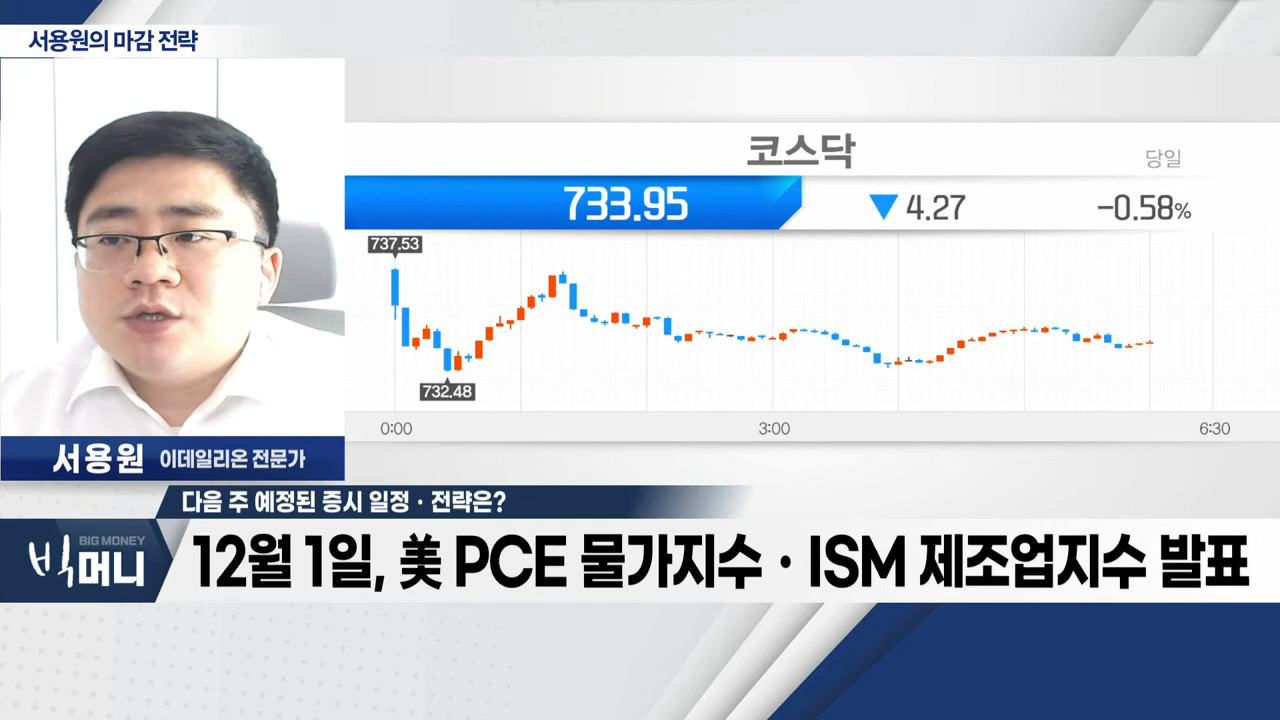 서용원의 마감 전략
코스닥
당일
733.95 ▼ 4.27 -0.58%
737.53
732.48
0:00 3:00 6:30
서용원 이데일리온 전문가
다음 주 예정된 증시 일정 · 전략은?
BIG MONEY
빅머니
12월 1일, 美 PCE 물가지수 · ISM 제조업지수 발표